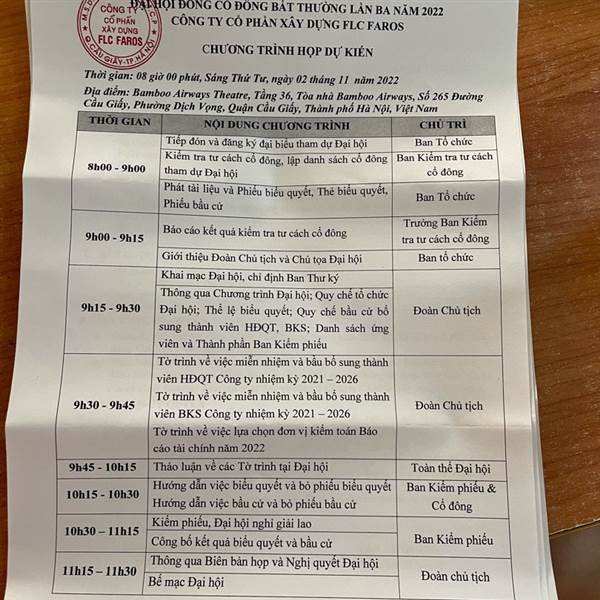 ĐẠI HỘI ĐỒNG CỔ ĐÔNG BẤT THƯỜNG LẦN BA NĂM 2022
CÔNG TY CỔ PHẦN XÂY DỰNG FLC FAROS
CÔNG TY
CỔ PHẦN
XÂY DỰNG
FLC FAROS
Q.CẦU GIẤY-TP.HÀ NỘI
CHƯƠNG TRÌNH HỌP DỰ KIẾN
Thời gian: 08 giờ 00 phút, Sáng Thứ Tư, ngày 02 tháng 11 năm 2022
Địa điểm: Bamboo Airways Theatre, Tầng 36, Tòa nhà Bamboo Airways, Số 265 Đường
Cầu Giấy, Phường Dịch Vọng, Quận Cầu Giấy, Thành phố Hà Nội, Việt Nam
THỜI GIAN NỘI DUNG CHƯƠNG TRÌNH CHỦ TRÌ
8h00 - 9h00
Tiếp đón và đăng ký đại biểu tham dự Đại hội Ban Tổ chức
Kiểm tra tư cách cổ đông, lập danh sách cổ đông Ban Kiểm tra tư cách
tham dự Đại hội cổ đông
Phát tài liệu và Phiếu biểu quyết, Thẻ biểu quyết, Ban Tổ chức
Phiếu bầu cử
9h00 - 9h15
Báo cáo kết quả kiểm tra tư cách cổ đông Trưởng Ban Kiểm
tra tư cách cổ đông
Giới thiệu Đoàn Chủ tịch và Chủ tọa Đại hội Ban tổ chức
9h15 - 9h30
Khai mạc Đại hội, chỉ định Ban Thư ký
Thông qua Chương trình Đại hội; Quy chế tổ chức
Đại hội; Thể lệ biểu quyết; Quy chế bầu cử bổ Đoàn Chủ tịch
sung thành viên HĐQT, BKS; Danh sách ứng
viên và Thành phần Ban Kiểm phiếu
9h30 - 9h45
Tờ trình về việc miễn nhiệm và bầu bổ sung thành
viên HĐQT Công ty nhiệm kỳ 2021 – 2026
Tờ trình về việc miễn nhiệm và bầu bổ sung thành
viên BKS Công ty nhiệm kỳ 2021 - 2026 Đoàn Chủ tịch
Tờ trình về việc lựa chọn đơn vị kiểm toán Báo
cáo tài chính năm 2022
9h45 - 10h15 Thảo luận về các Tờ trình tại Đại hội Toàn thể Đại hội
10h15 - 10h30 Hướng dẫn việc biểu quyết và bỏ phiếu biểu quyết Ban Kiểm phiếu &
Hướng dẫn việc bầu cử và bỏ phiếu bầu cử Cổ đông
10h30 – 11h15 Kiểm phiếu, Đại hội nghỉ giải lao
Công bố kết quả biểu quyết và bầu cử Ban Kiểm phiếu
11h15 – 11h30 Thông qua Biên bản họp và Nghị quyết Đại hội
Bế mạc Đại hội Đoàn chủ tịch